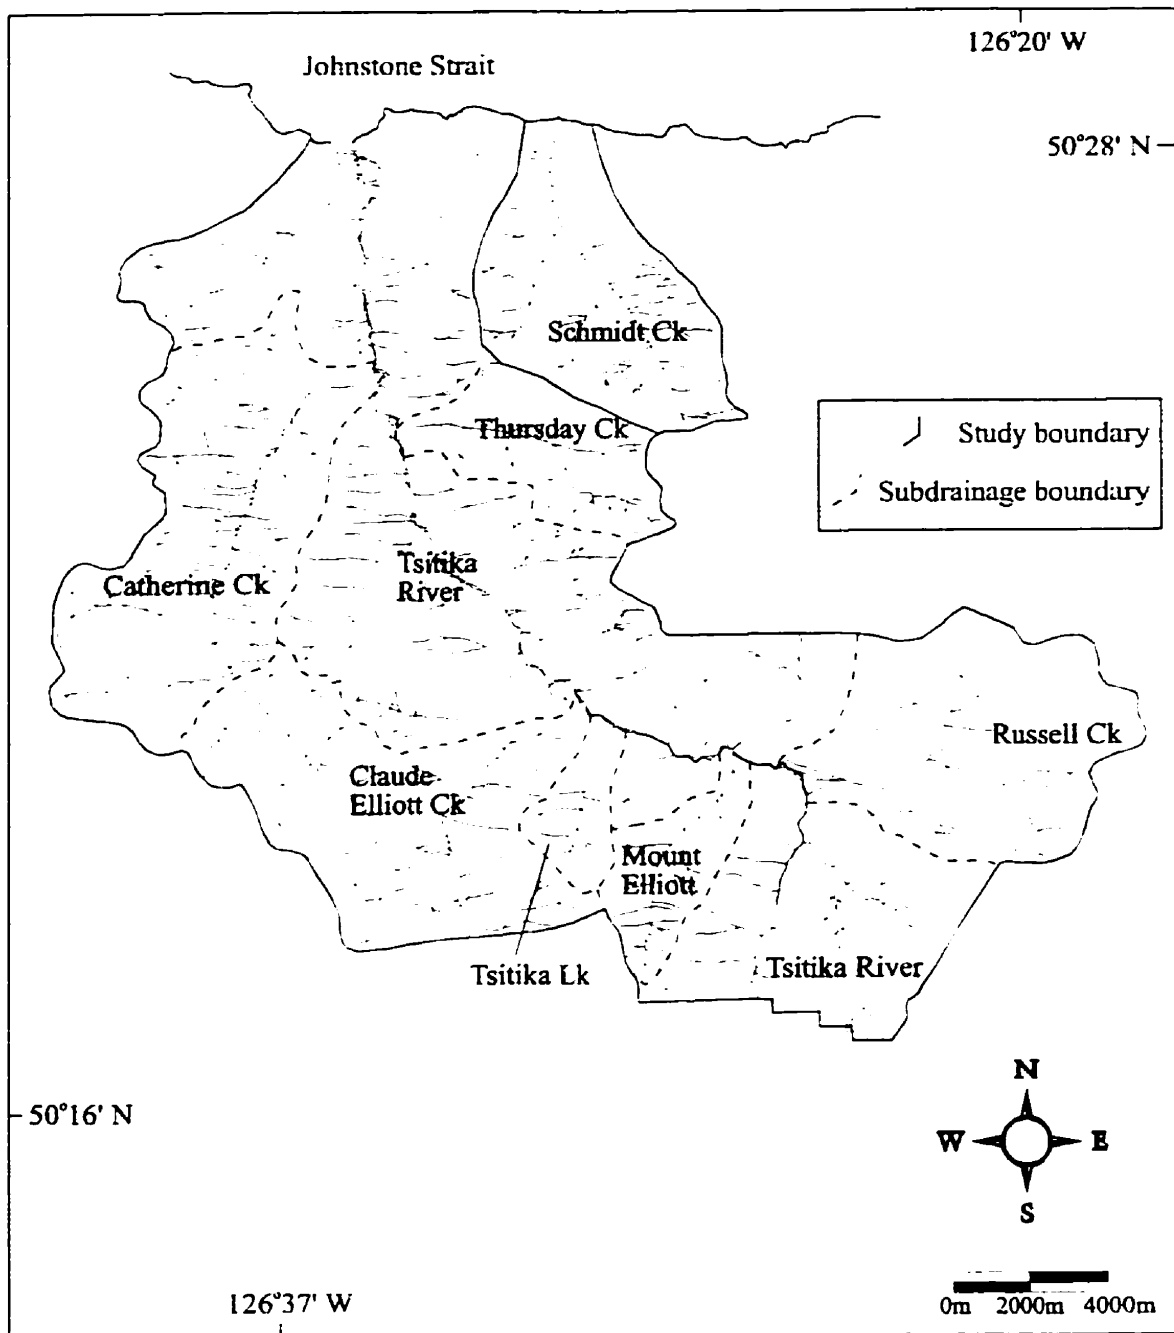 126°20' W
Johnstone Strait
50°28' N
Schmidt Ck
Thursday Ck
Study boundary
Subdrainage boundary
Tsitika
River
Catherine Ck
Russell Ck
Claude
Elliott Ck
Mount
Elliott
Tsitika Lk
Tsitika River
N
W E
S
50°16' N
126°37' W
0m 2000m 4000m